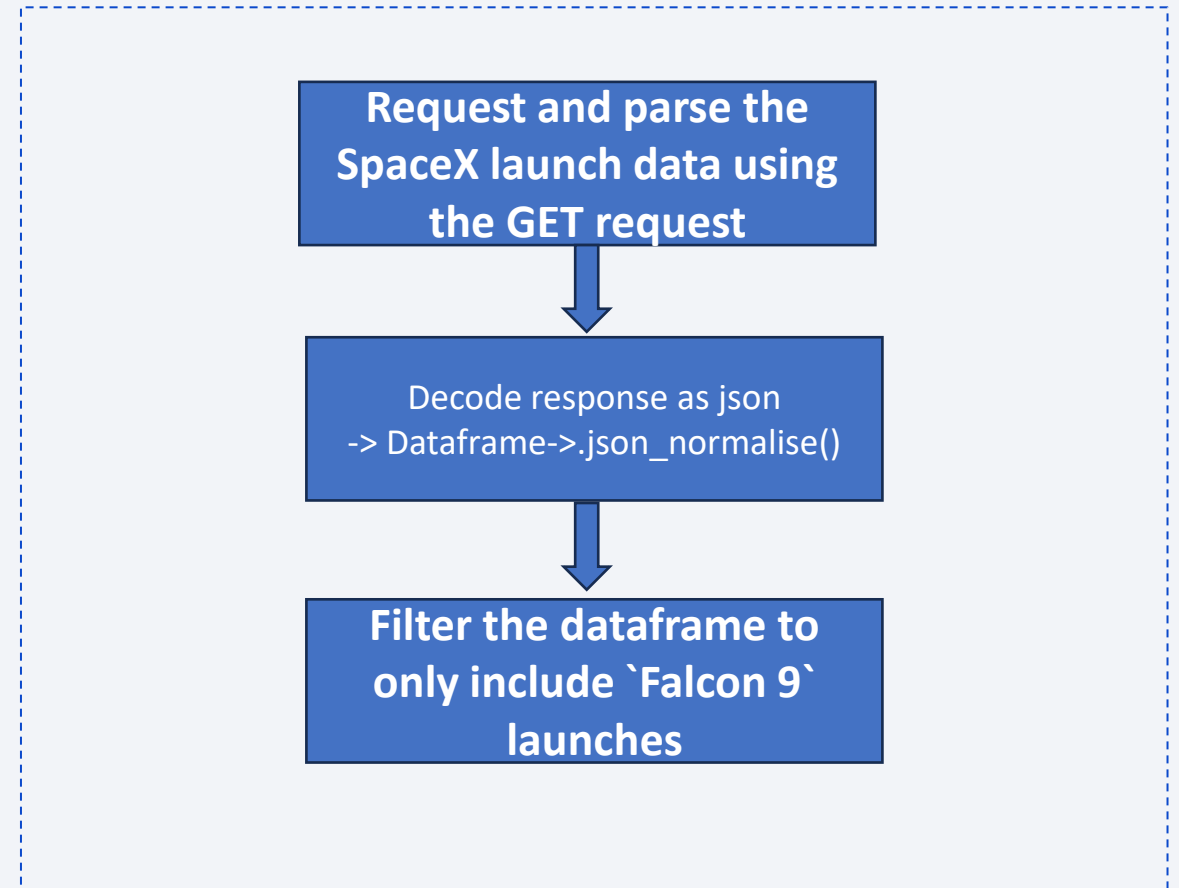 Request and parse the
SpaceX launch data using
the GET request
Decode response as json
-> Dataframe->.json_normalise()
Filter the dataframe to
only include `Falcon 9`
launches